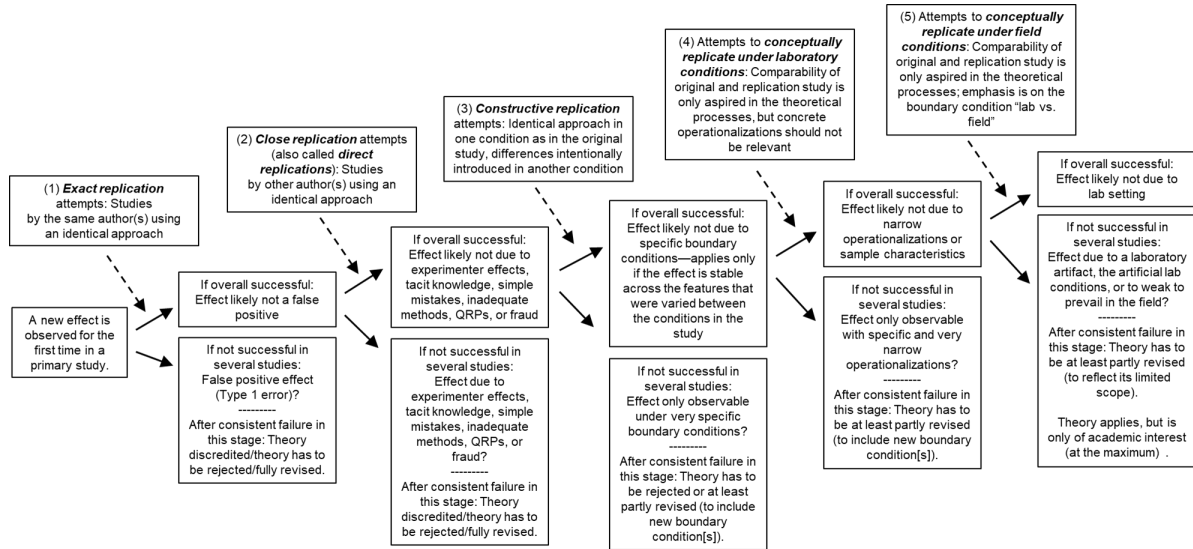 (1) Exact replication
attempts: Studies
by the same author(s) using
an identical approach
A new effect is
observed for the
first time in a
primary study.
If overall successful:
Effect likely not a false
positive
If not successful in
several studies:
False positive effect
(Type 1 error)?
---------
After consistent failure in
this stage: Theory
discredited/theory has to
be rejected/fully revised.
(2) Close replication attempts
(also called direct
replications): Studies
by other author(s) using an
identical approach
If overall successful:
Effect likely not due to
experimenter effects,
tacit knowledge, simple
mistakes, inadequate
methods, QRPs, or fraud
If not successful in
several studies:
Effect due to
experimenter effects,
tacit knowledge, simple
mistakes, inadequate
methods, QRPs, or
fraud?
---------
After consistent failure in
this stage: Theory
discredited/theory has to
be rejected/fully revised.
(3) Constructive replication
attempts: Identical approach in
one condition as in the original
study, differences intentionally
introduced in another condition
If overall successful:
Effect likely not due to
specific boundary
conditions—applies only
if the effect is stable
across the features that
were varied between
the conditions in the
study
If not successful in
several studies:
Effect only observable
under very specific
boundary conditions?
---------
After consistent failure in
this stage: Theory has to
be rejected or at least
partly revised (to include
new boundary
condition[s]).
(4) Attempts to conceptually
replicate under laboratory
conditions: Comparability of
original and replication study is
only aspired in the theoretical
processes, but concrete
operationalizations should not
be relevant
If overall successful:
Effect likely not due to
narrow
operationalizations or
sample characteristics
If not successful in
several studies:
Effect only observable
with specific and very
narrow
operationalizations?
---------
After consistent failure in
this stage: Theory has to
be at least partly revised
(to include new boundary
condition[s]).
(5) Attempts to conceptually
replicate under field
conditions: Comparability of
original and replication study is
only aspired in the theoretical
processes; emphasis is on the
boundary condition “lab vs.
field”
If overall successful:
Effect likely not due to
lab setting
If not successful in
several studies:
Effect due to a laboratory
artifact, the artificial lab
conditions, or to weak to
prevail in the field?
---------
After consistent failure in
this stage: Theory has to
be at least partly revised
(to reflect its limited
scope).
Theory applies, but is
only of academic interest
(at the maximum) .